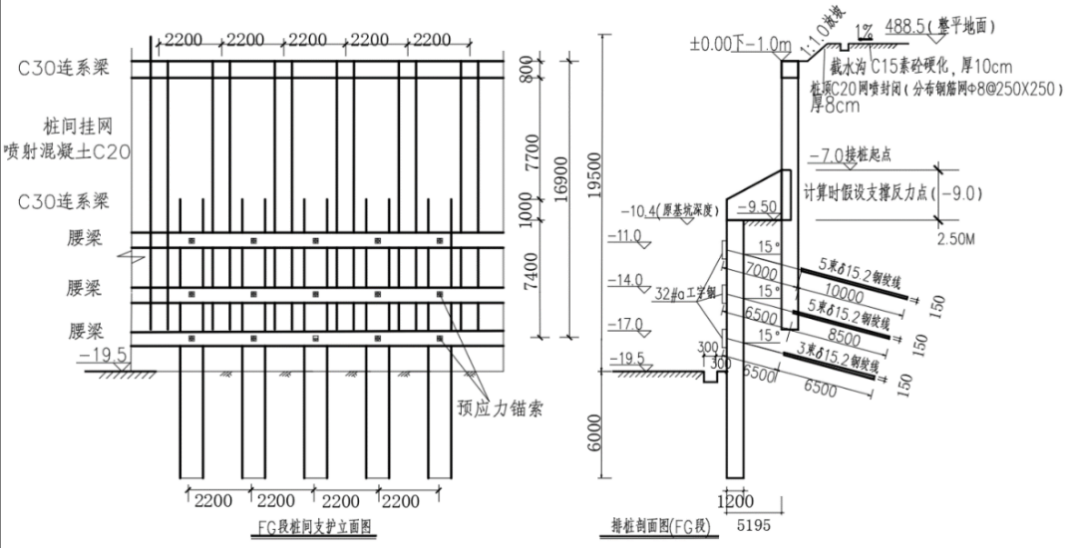 2200 2200 2200 2200 2200
C30连系梁
桩间挂网
喷射混凝土C20
C30连系梁
腰梁
腰梁
腰梁
-19.5
800
7700
1000
7400
16900
预应力锚索
2200 2200 2200 2200
FG段桩间支护立面图
19500
6000
±0.00下-1.0m
1:1.0放坡
1%
488.5(整平地面)
截水沟 C15素砼硬化，厚10cm
桩顶C20网喷封闭(分布钢筋网Φ8@250X250)
厚8cm
-7.0接桩起点
计算时假设支撑反力点(-9.0)
2.50M
-10.4(原基坑深度)
-9.50
-11.0
15°
7000
5束δ15.2钢绞线
10000
150
-14.0
32#a工字钢
15°
6500
5束δ15.2钢绞线
8500
150
-17.0
15°
300
300
6500
3束δ15.2钢绞线
6500
150
-19.5
1200
5195
排桩剖面图(FG段)